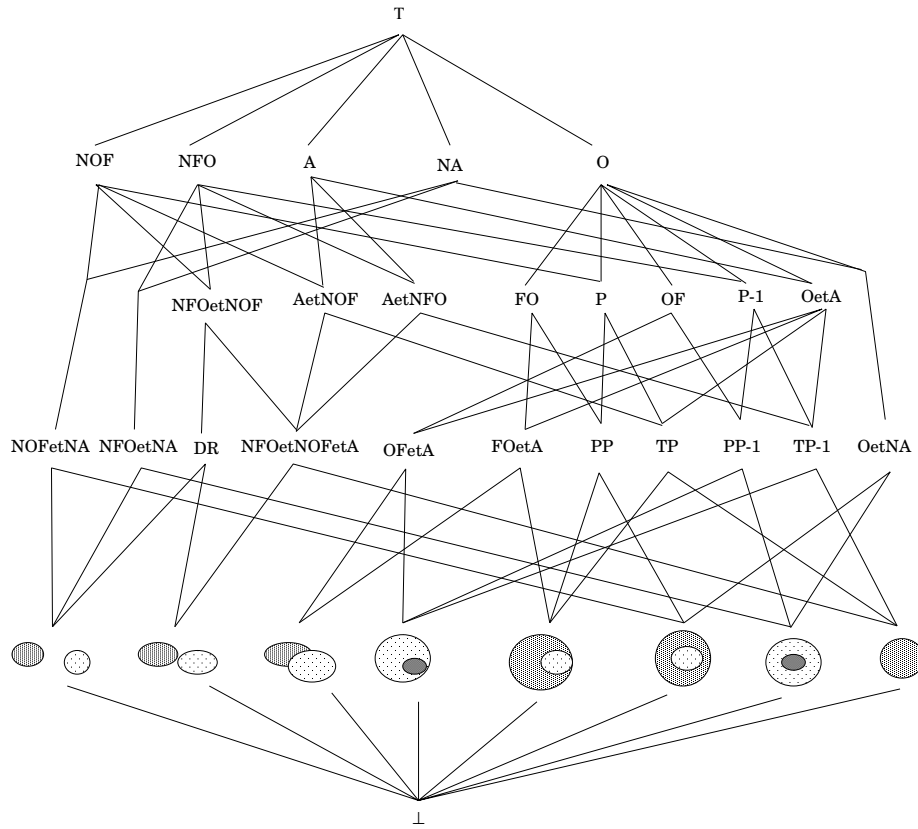 T
NOF NFO A NA O
NFOetNOF AetNOF AetNFO FO P OF P-1 OetA
NOFetNA NFOetNA DR NFOetNOFetA OFetA FOetA PP TP PP-1 TP-1 OetNA
⊥